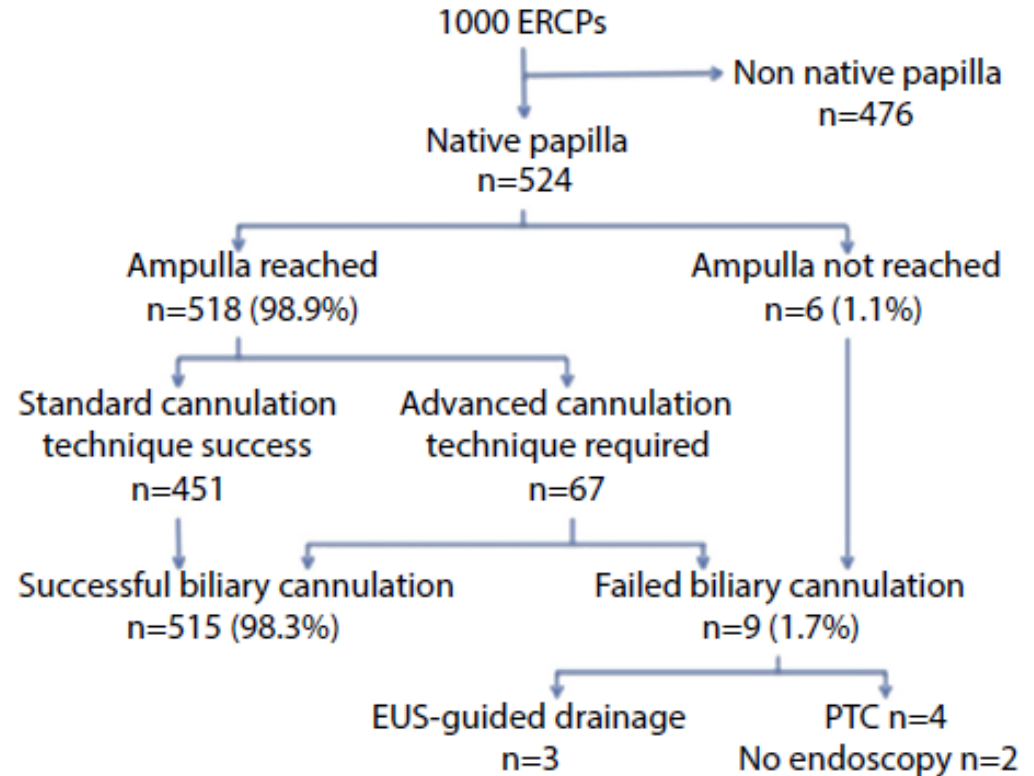 1000 ERCPs
Non native papilla
n=476
Native papilla
n=524
Ampulla reached
n=518 (98.9%)
Ampulla not reached
n=6 (1.1%)
Standard cannulation
technique success
n=451
Advanced cannulation
technique required
n=67
Successful biliary cannulation
n=515 (98.3%)
Failed biliary cannulation
n=9 (1.7%)
EUS-guided drainage
n=3
PTC n=4
No endoscopy n=2